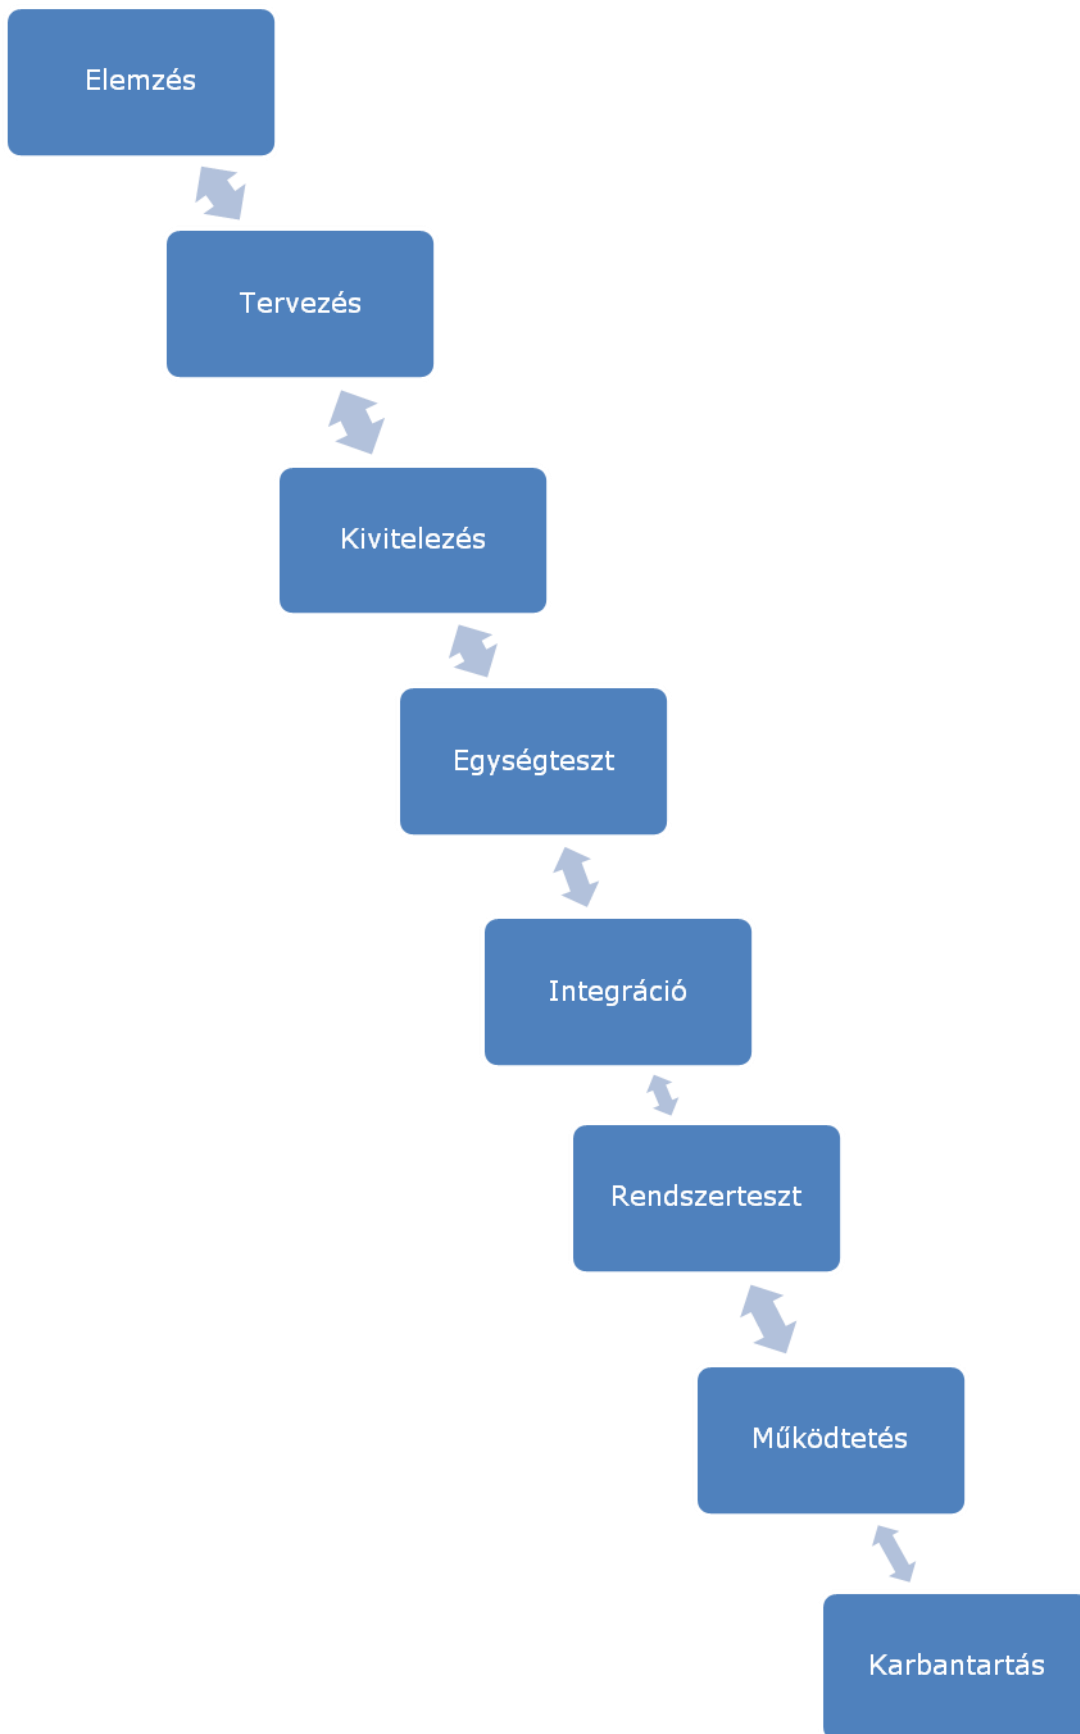 Elemzés
Tervezés
Kivitelezés
Egységteszt
Integráció
Rendszerteszt
Működtetés
Karbantartás